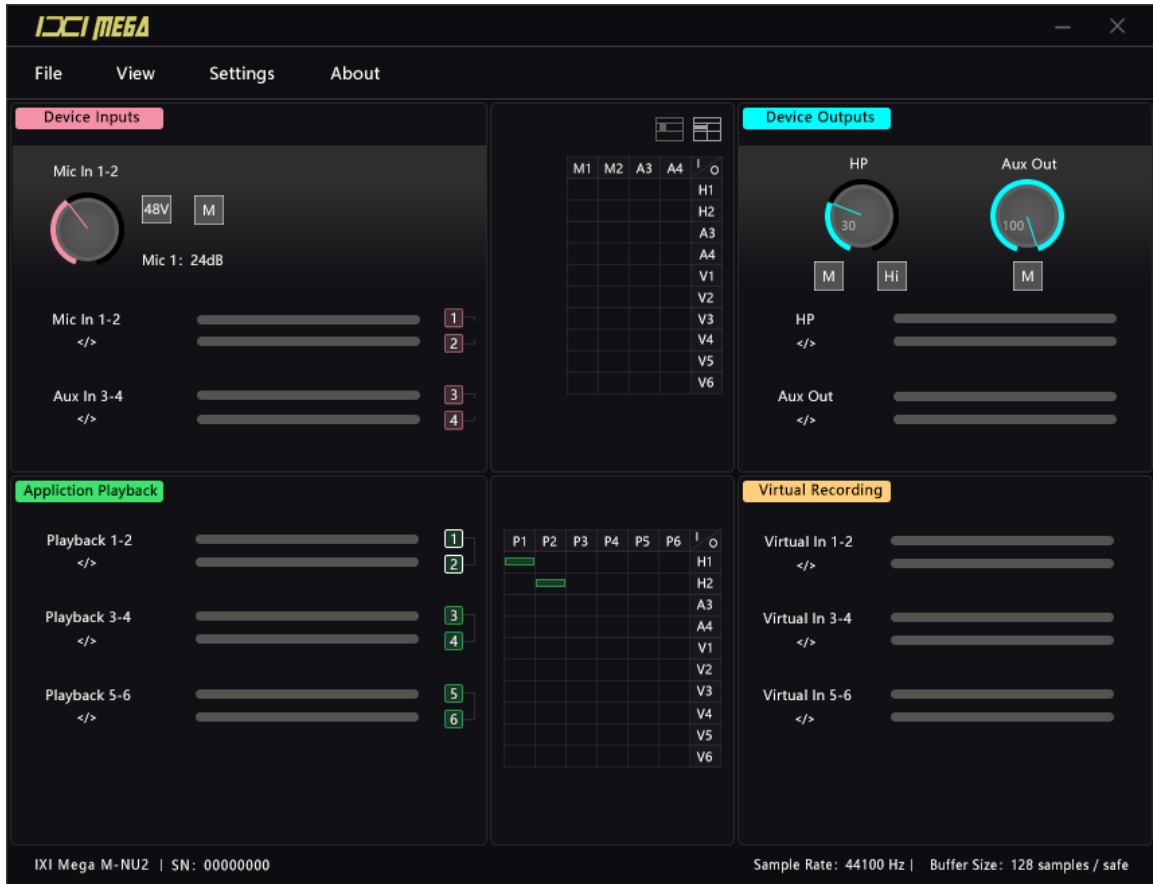 IXI MEGA
File View Settings About
Device Inputs
Mic In 1-2
48V M
Mic 1: 24dB
Mic In 1-2
</>
1
2
Aux In 3-4
</>
3
4
M1 M2 A3 A4 I/O
H1
H2
A3
A4
V1
V2
V3
V4
V5
V6
Device Outputs
HP Aux Out
30 100
M Hi M
HP
</>
Aux Out
</>
Appliction Playback
Playback 1-2
</>
1
2
Playback 3-4
</>
3
4
Playback 5-6
</>
5
6
P1 P2 P3 P4 P5 P6 I/O
H1
H2
A3
A4
V1
V2
V3
V4
V5
V6
Virtual Recording
Virtual In 1-2
</>
Virtual In 3-4
</>
Virtual In 5-6
</>
IXI Mega M-NU2 | SN: 00000000
Sample Rate: 44100 Hz | Buffer Size: 128 samples / safe